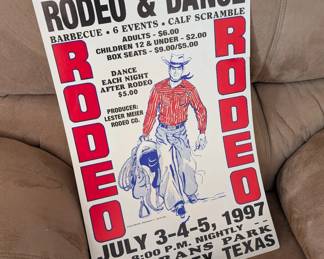 RODEO & DANCE
BARBECUE • 6 EVENTS • CALF SCRAMBLE
ADULTS - $6.00
CHILDREN 12 & UNDER - $2.00
BOX SEATS - $9.00/$5.00
RODEO
RODEO
DANCE
EACH NIGHT
AFTER RODEO
$5.00
PRODUCER:
LESTER MEIER
RODEO CO.
JULY 3-4-5, 1997
8:00 P.M. NIGHTLY
PARK
TEXAS